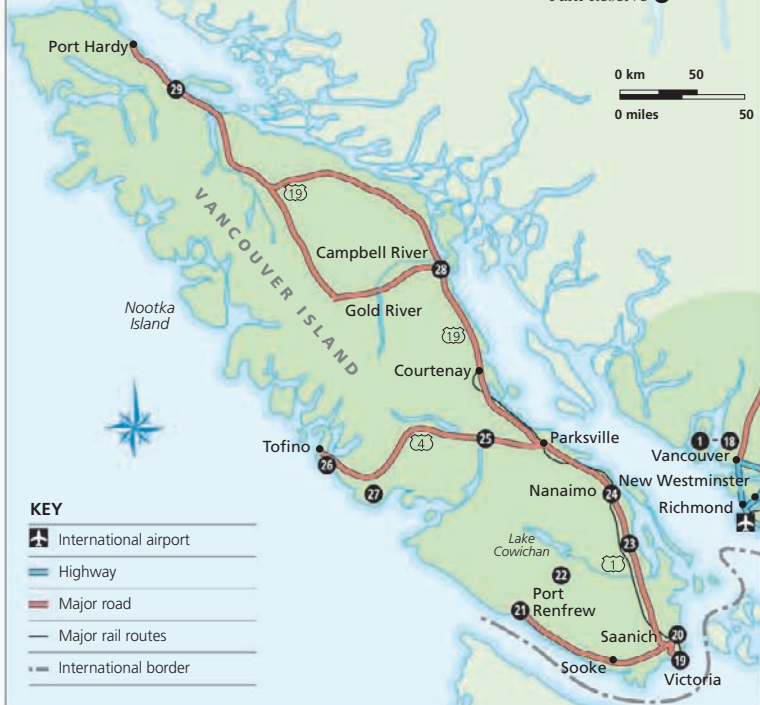 Port Hardy
29
0 km 50
0 miles 50
19
VANCOUVER ISLAND
Campbell River
28
Gold River
Nootka
Island
19
Courtenay
Tofino
26
4
25
Parksville
27
1 - 18
Vancouver
New Westminster
Richmond
Nanaimo
24
23
Lake
Cowichan
1
22
21
Port
Renfrew
Saanich
20
Sooke
19
Victoria
KEY
International airport
Highway
Major road
Major rail routes
International border